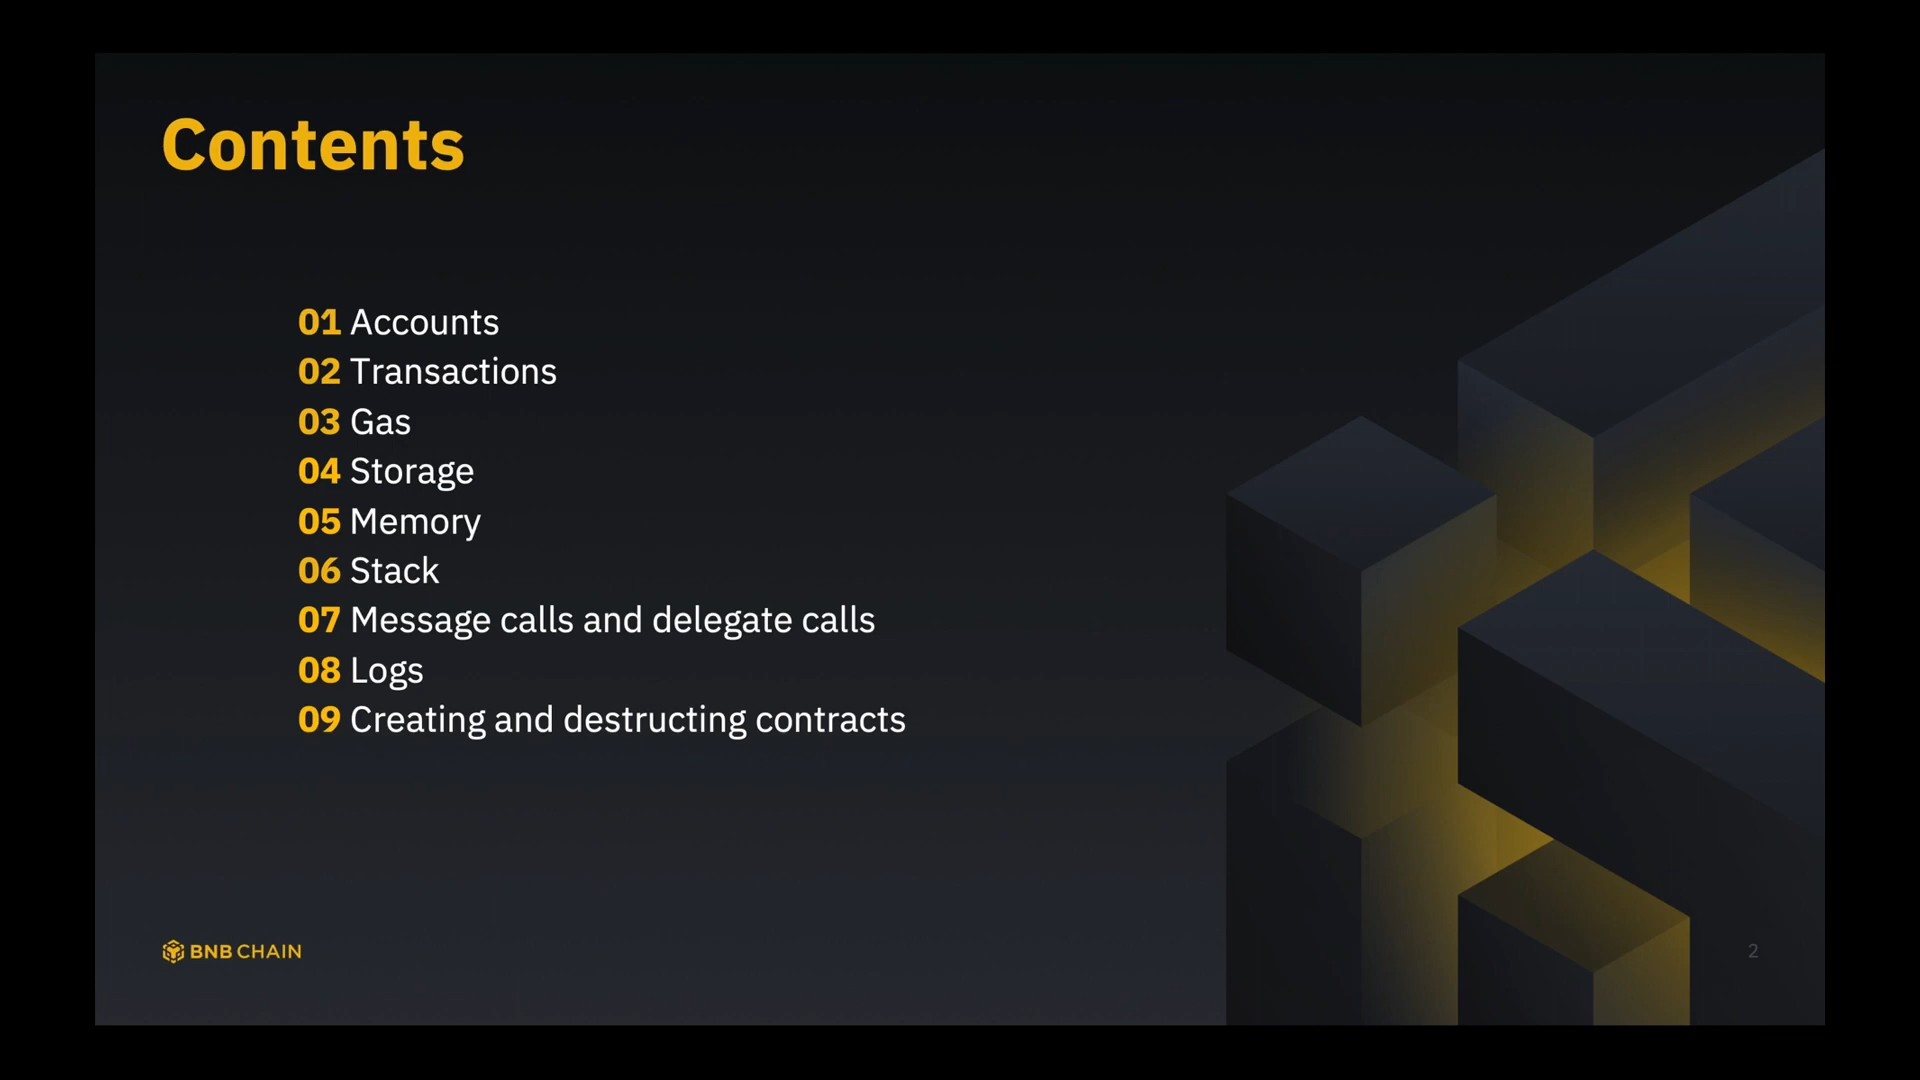 Contents
01 Accounts
02 Transactions
03 Gas
04 Storage
05 Memory
06 Stack
07 Message calls and delegate calls
08 Logs
09 Creating and destructing contracts
BNB CHAIN
2